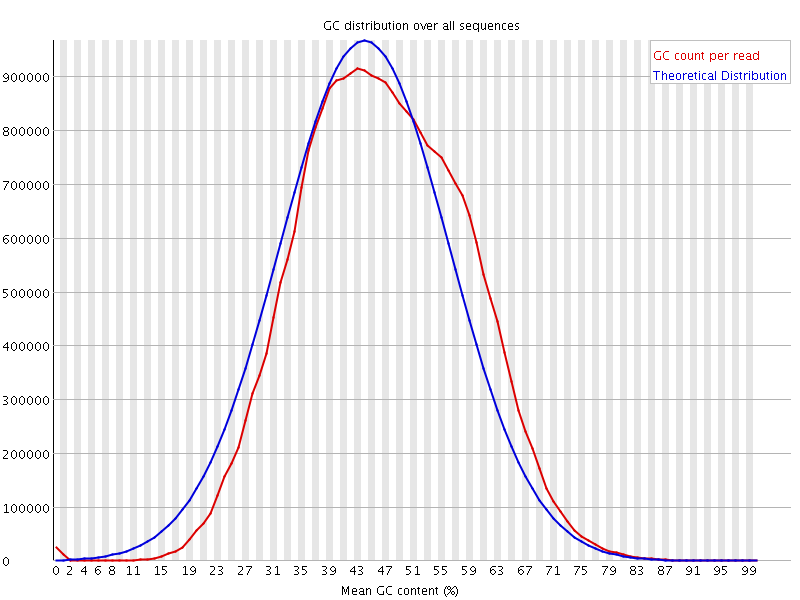 GC distribution over all sequences
GC count per read
Theoretical Distribution
900000
800000
700000
600000
500000
400000
300000
200000
100000
0
0 2 4 6 8 11 15 19 23 27 31 35 39 43 47 51 55 59 63 67 71 75 79 83 87 91 95 99
Mean GC content (%)